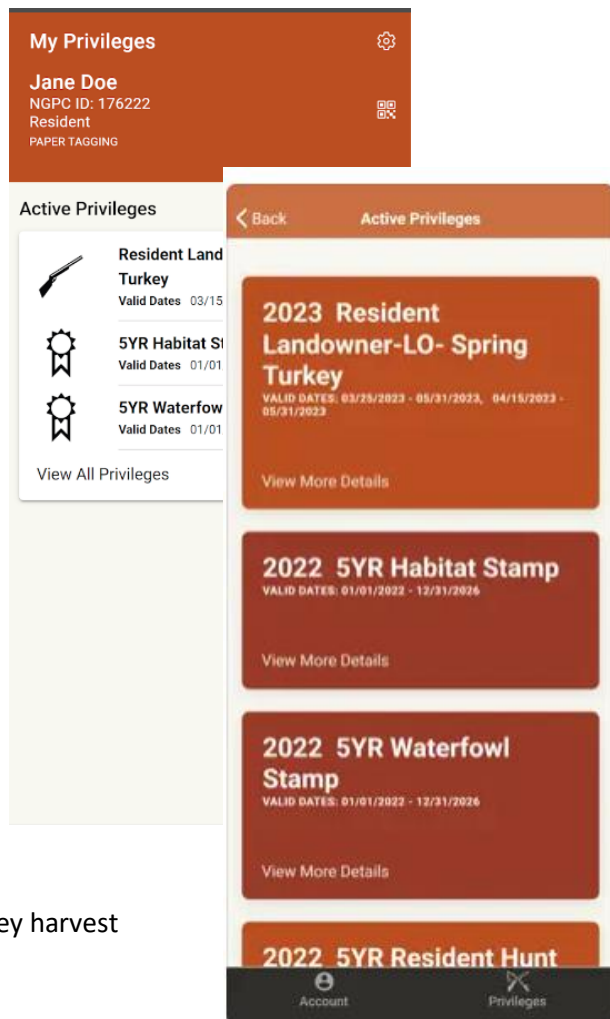 My Privileges
Jane Doe
NGPC ID: 176222
Resident
PAPER TAGGING
Active Privileges
Resident Land
Turkey
Valid Dates 03/15
5YR Habitat St
Valid Dates 01/01
5YR Waterfow
Valid Dates 01/01
View All Privileges
Back
Active Privileges
2023 Resident
Landowner-LO- Spring
Turkey
VALID DATES: 03/25/2023 - 05/31/2023, 04/15/2023 -
05/31/2023
View More Details
2022 5YR Habitat Stamp
VALID DATES: 01/01/2022 - 12/31/2026
View More Details
2022 5YR Waterfowl
Stamp
VALID DATES: 01/01/2022 - 12/31/2026
View More Details
2022 5YR Resident Hunt
Account
Privileges
ey harvest